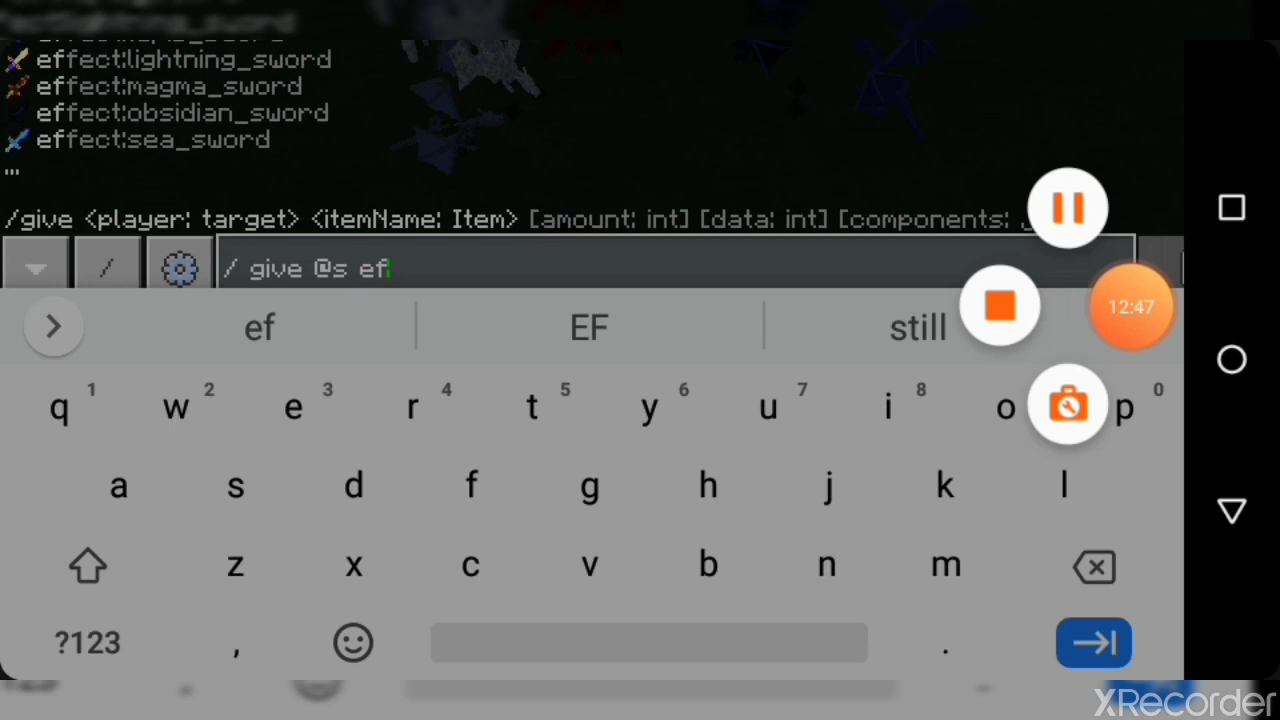 effect:lightning_sword
effect:magma_sword
effect:obsidian_sword
effect:sea_sword
...
/give <player: target> <itemName: Item> [amount: int] [data: int] [components:
/
/ give @s ef
ef EF still
12:47
q 1 w 2 e 3 r 4 t 5 y 6 u 7 i 8 o p 0
a s d f g h j k l
z x c v b n m
?123 , .
XRecorder